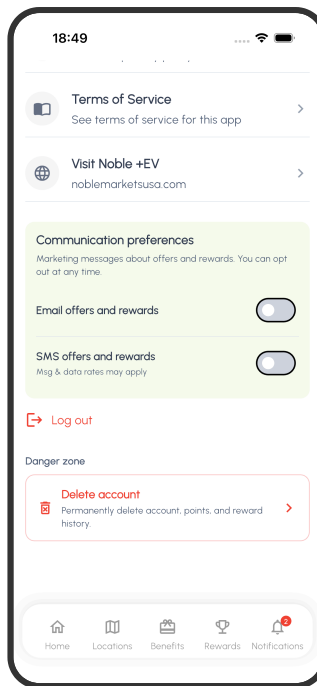 18:49
Terms of Service
See terms of service for this app
Visit Noble +EV
noblemarketsusa.com
Communication preferences
Marketing messages about offers and rewards. You can opt
out at any time.
Email offers and rewards
SMS offers and rewards
Msg & data rates may apply
Log out
Danger zone
Delete account
Permanently delete account, points, and reward
history.
2
Home Locations Benefits Rewards Notifications